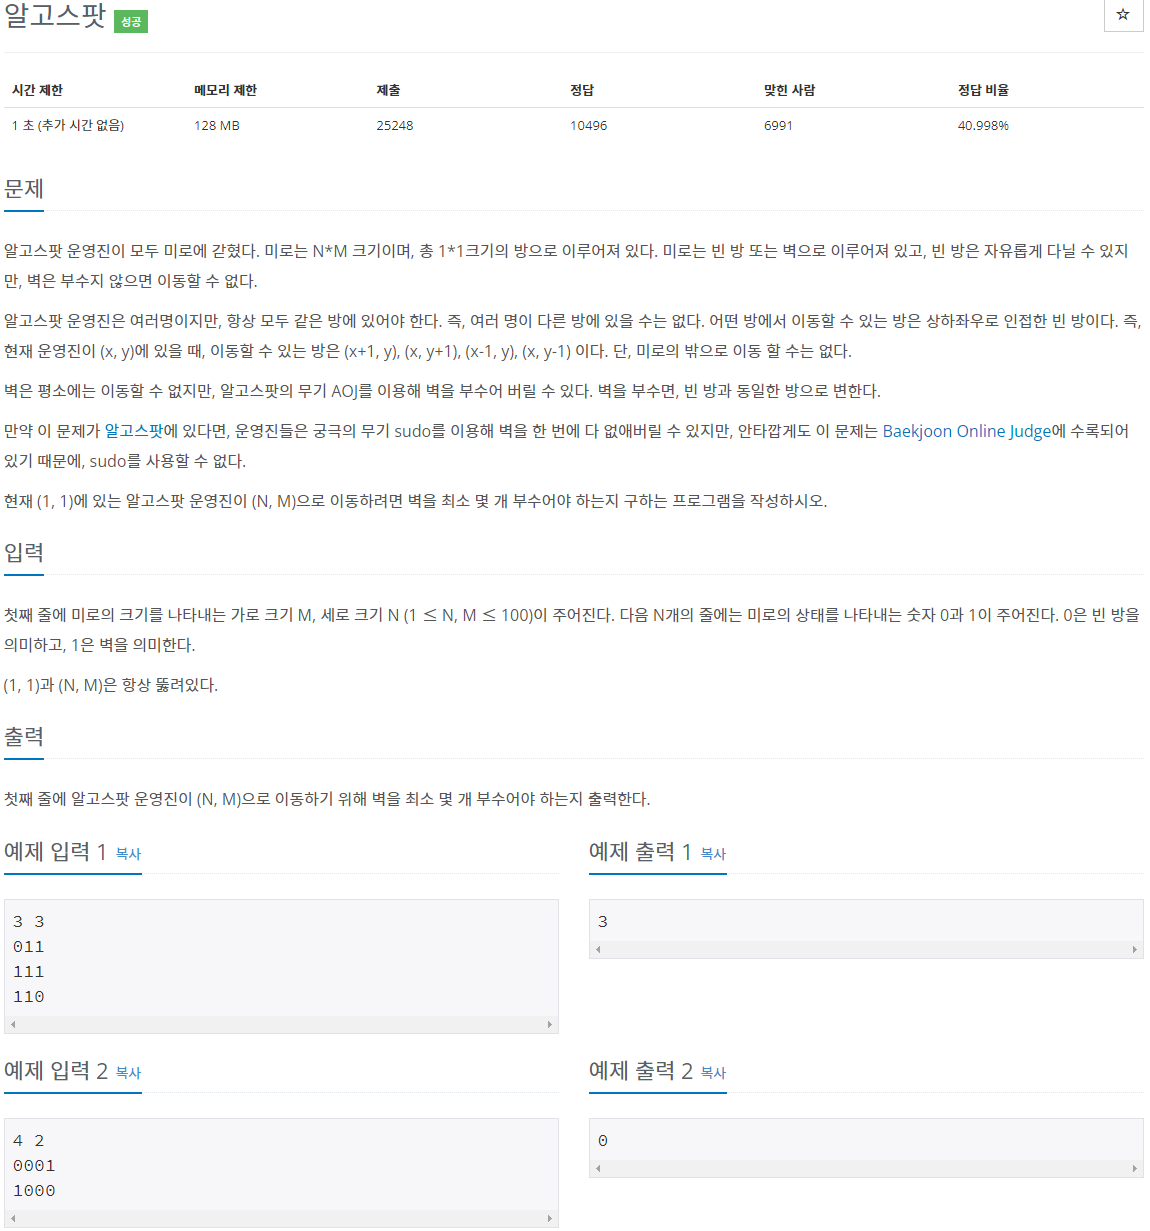 알고스팟 성공
☆
시간 제한 메모리 제한 제출 정답 맞힌 사람 정답 비율
1 초 (추가 시간 없음) 128 MB 25248 10496 6991 40.998%
문제
알고스팟 운영진이 모두 미로에 갇혔다. 미로는 N*M 크기이며, 총 1*1크기의 방으로 이루어져 있다. 미로는 빈 방 또는 벽으로 이루어져 있고, 빈 방은 자유롭게 다닐 수 있지
만, 벽은 부수지 않으면 이동할 수 없다.
알고스팟 운영진은 여러명이지만, 항상 모두 같은 방에 있어야 한다. 즉, 여러 명이 다른 방에 있을 수는 없다. 어떤 방에서 이동할 수 있는 방은 상하좌우로 인접한 빈 방이다. 즉,
현재 운영진이 (x, y)에 있을 때, 이동할 수 있는 방은 (x+1, y), (x, y+1), (x-1, y), (x, y-1) 이다. 단, 미로의 밖으로 이동 할 수는 없다.
벽은 평소에는 이동할 수 없지만, 알고스팟의 무기 AOJ를 이용해 벽을 부수어 버릴 수 있다. 벽을 부수면, 빈 방과 동일한 방으로 변한다.
만약 이 문제가 알고스팟에 있다면, 운영진들은 궁극의 무기 sudo를 이용해 벽을 한 번에 다 없애버릴 수 있지만, 안타깝게도 이 문제는 Baekjoon Online Judge에 수록되어
있기 때문에, sudo를 사용할 수 없다.
현재 (1, 1)에 있는 알고스팟 운영진이 (N, M)으로 이동하려면 벽을 최소 몇 개 부수어야 하는지 구하는 프로그램을 작성하시오.
입력
첫째 줄에 미로의 크기를 나타내는 가로 크기 M, 세로 크기 N (1 ≤ N, M ≤ 100)이 주어진다. 다음 N개의 줄에는 미로의 상태를 나타내는 숫자 0과 1이 주어진다. 0은 빈 방을
의미하고, 1은 벽을 의미한다.
(1, 1)과 (N, M)은 항상 뚫려있다.
출력
첫째 줄에 알고스팟 운영진이 (N, M)으로 이동하기 위해 벽을 최소 몇 개 부수어야 하는지 출력한다.
예제 입력 1 복사
3 3
011
111
110
예제 출력 1 복사
3
예제 입력 2 복사
4 2
0001
1000
예제 출력 2 복사
0